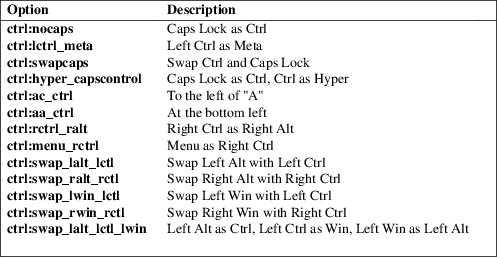 Option Description
ctrl:nocaps Caps Lock as Ctrl
ctrl:lctrl_meta Left Ctrl as Meta
ctrl:swapcaps Swap Ctrl and Caps Lock
ctrl:hyper_capscontrol Caps Lock as Ctrl, Ctrl as Hyper
ctrl:ac_ctrl To the left of "A"
ctrl:aa_ctrl At the bottom left
ctrl:rctrl_ralt Right Ctrl as Right Alt
ctrl:menu_rctrl Menu as Right Ctrl
ctrl:swap_lalt_lctl Swap Left Alt with Left Ctrl
ctrl:swap_ralt_rctl Swap Right Alt with Right Ctrl
ctrl:swap_lwin_lctl Swap Left Win with Left Ctrl
ctrl:swap_rwin_rctl Swap Right Win with Right Ctrl
ctrl:swap_lalt_lctl_lwin Left Alt as Ctrl, Left Ctrl as Win, Left Win as Left Alt